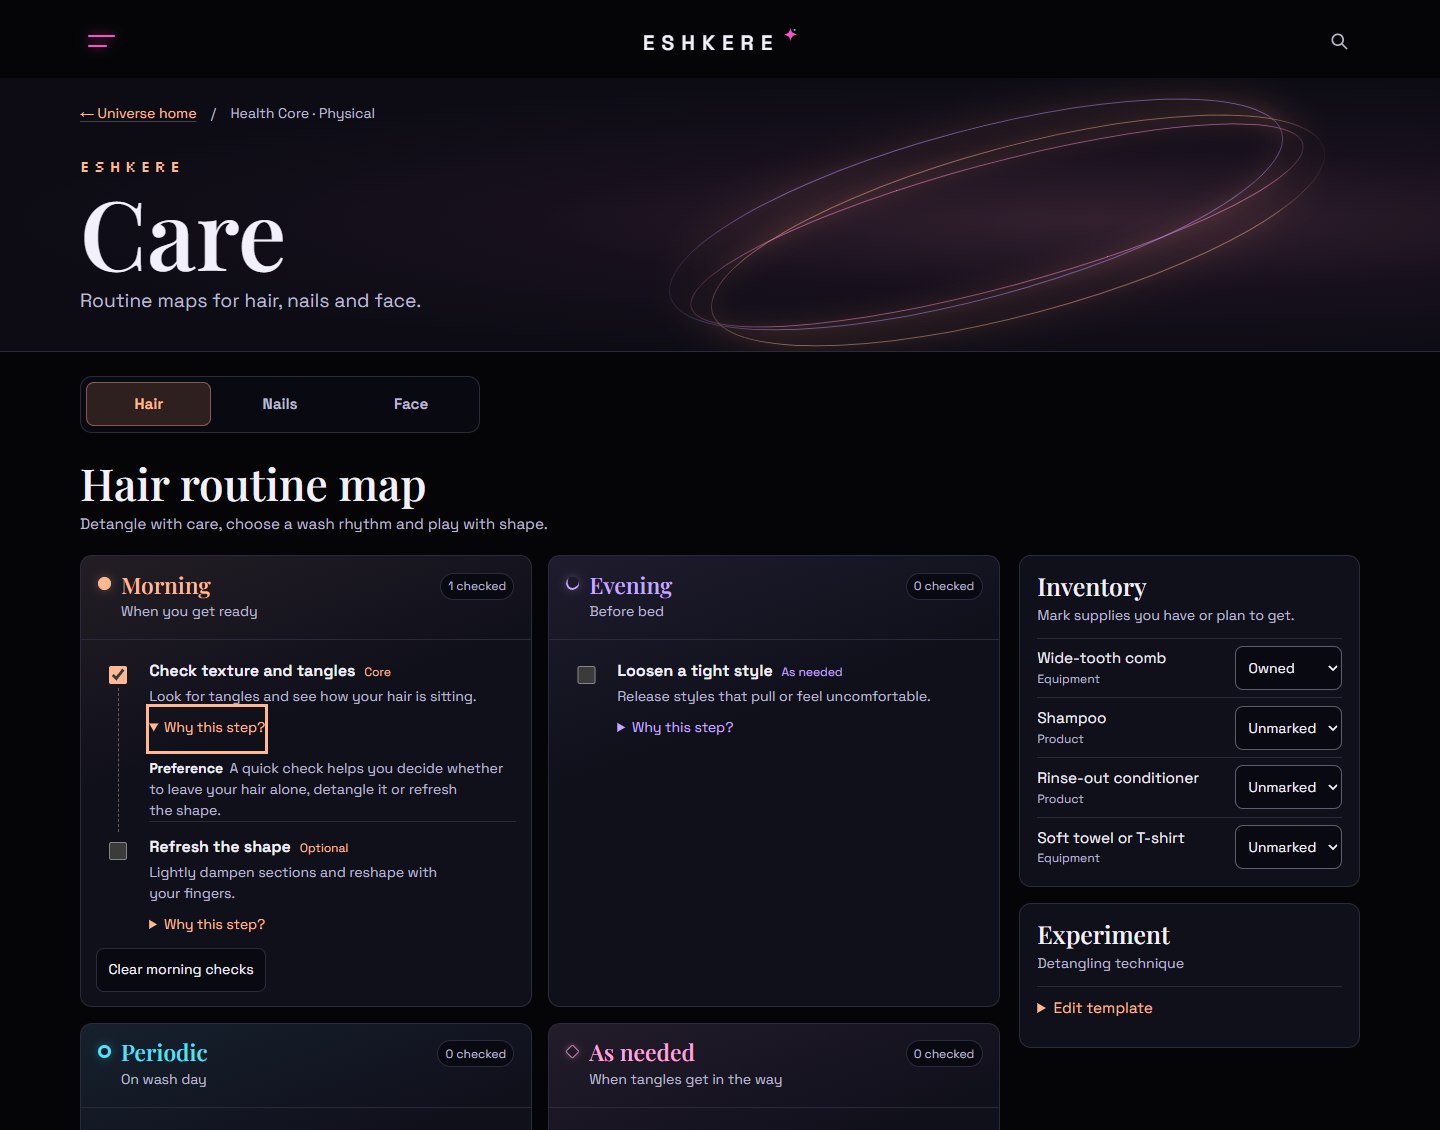 ESHKERE
← Universe home / Health Core · Physical
ESHKERE
Care
Routine maps for hair, nails and face.
Hair
Nails
Face
Hair routine map
Detangle with care, choose a wash rhythm and play with shape.
Morning
1 checked
When you get ready
Check texture and tangles Core
Look for tangles and see how your hair is sitting.
▼ Why this step?
Preference A quick check helps you decide whether
to leave your hair alone, detangle it or refresh
the shape.
Refresh the shape Optional
Lightly dampen sections and reshape with
your fingers.
▶ Why this step?
Clear morning checks
Evening
0 checked
Before bed
Loosen a tight style As needed
Release styles that pull or feel uncomfortable.
▶ Why this step?
Periodic
0 checked
On wash day
As needed
0 checked
When tangles get in the way
Inventory
Mark supplies you have or plan to get.
Wide-tooth comb
Equipment
Owned
Shampoo
Product
Unmarked
Rinse-out conditioner
Product
Unmarked
Soft towel or T-shirt
Equipment
Unmarked
Experiment
Detangling technique
▶ Edit template